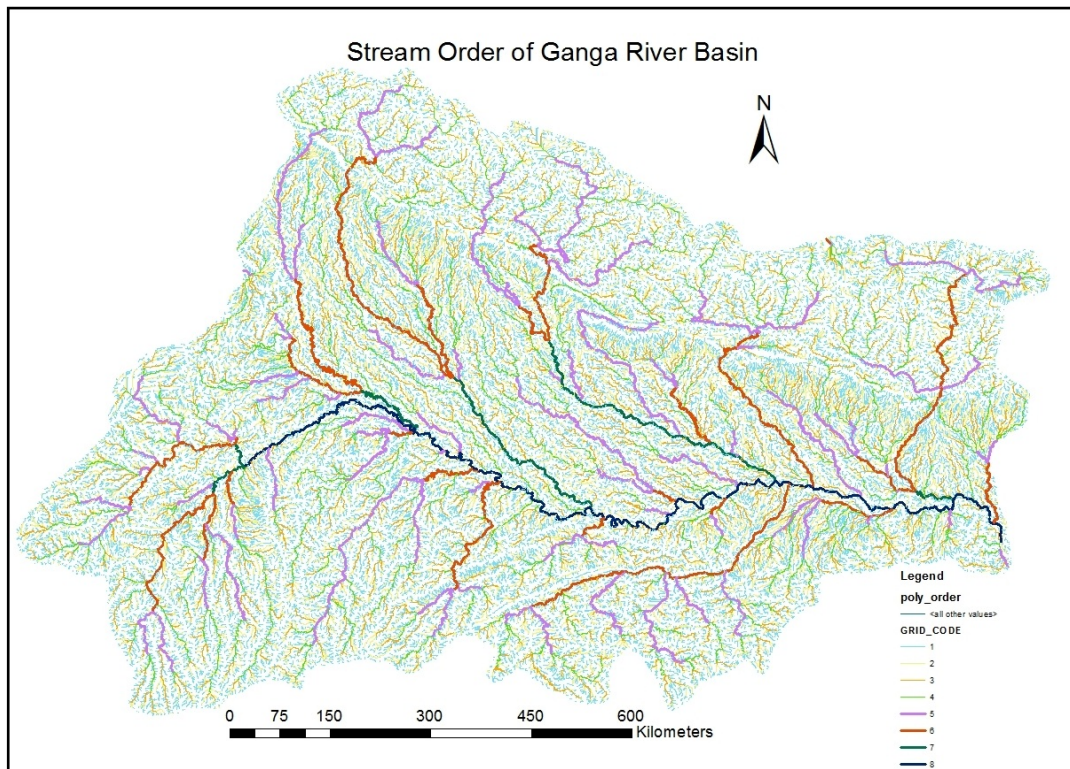 Stream Order of Ganga River Basin
N
Legend
poly_order
<all other values>
GRID_CODE
1
2
3
4
5
6
7
8
0 75 150 300 450 600
Kilometers